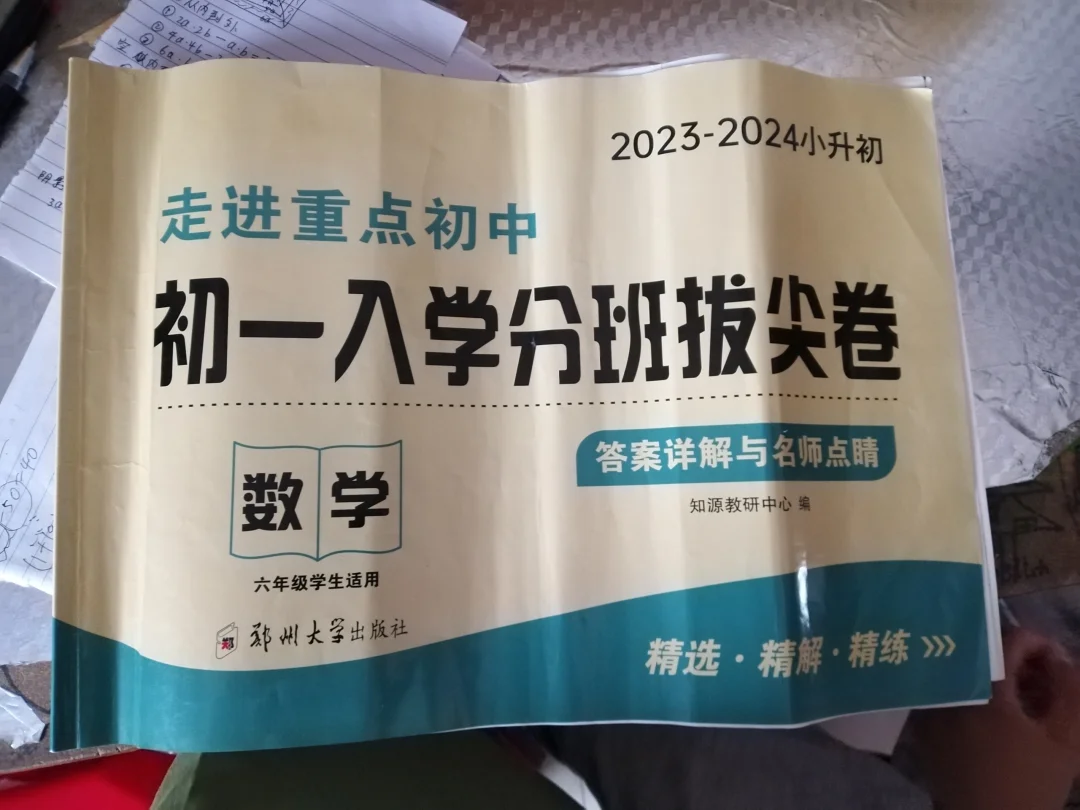 2023-2024小升初
走进重点初中
初一入学分班拔尖卷
数学
六年级学生适用
答案详解与名师点睛
知源教研中心 编
郑州大学出版社
精选·精解·精练